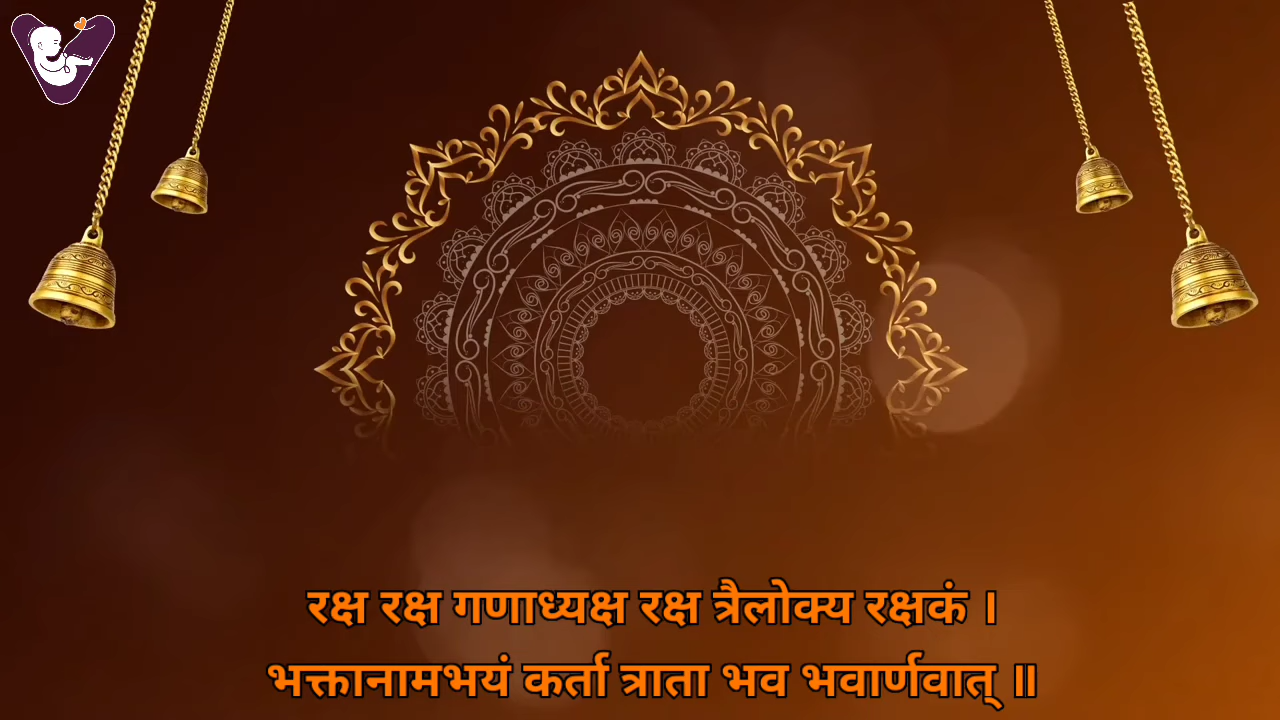 रक्ष रक्ष गणाध्यक्ष रक्ष त्रैलोक्य रक्षकं ।
भक्तानामभयं कर्ता त्राता भव भवार्णवात् ॥